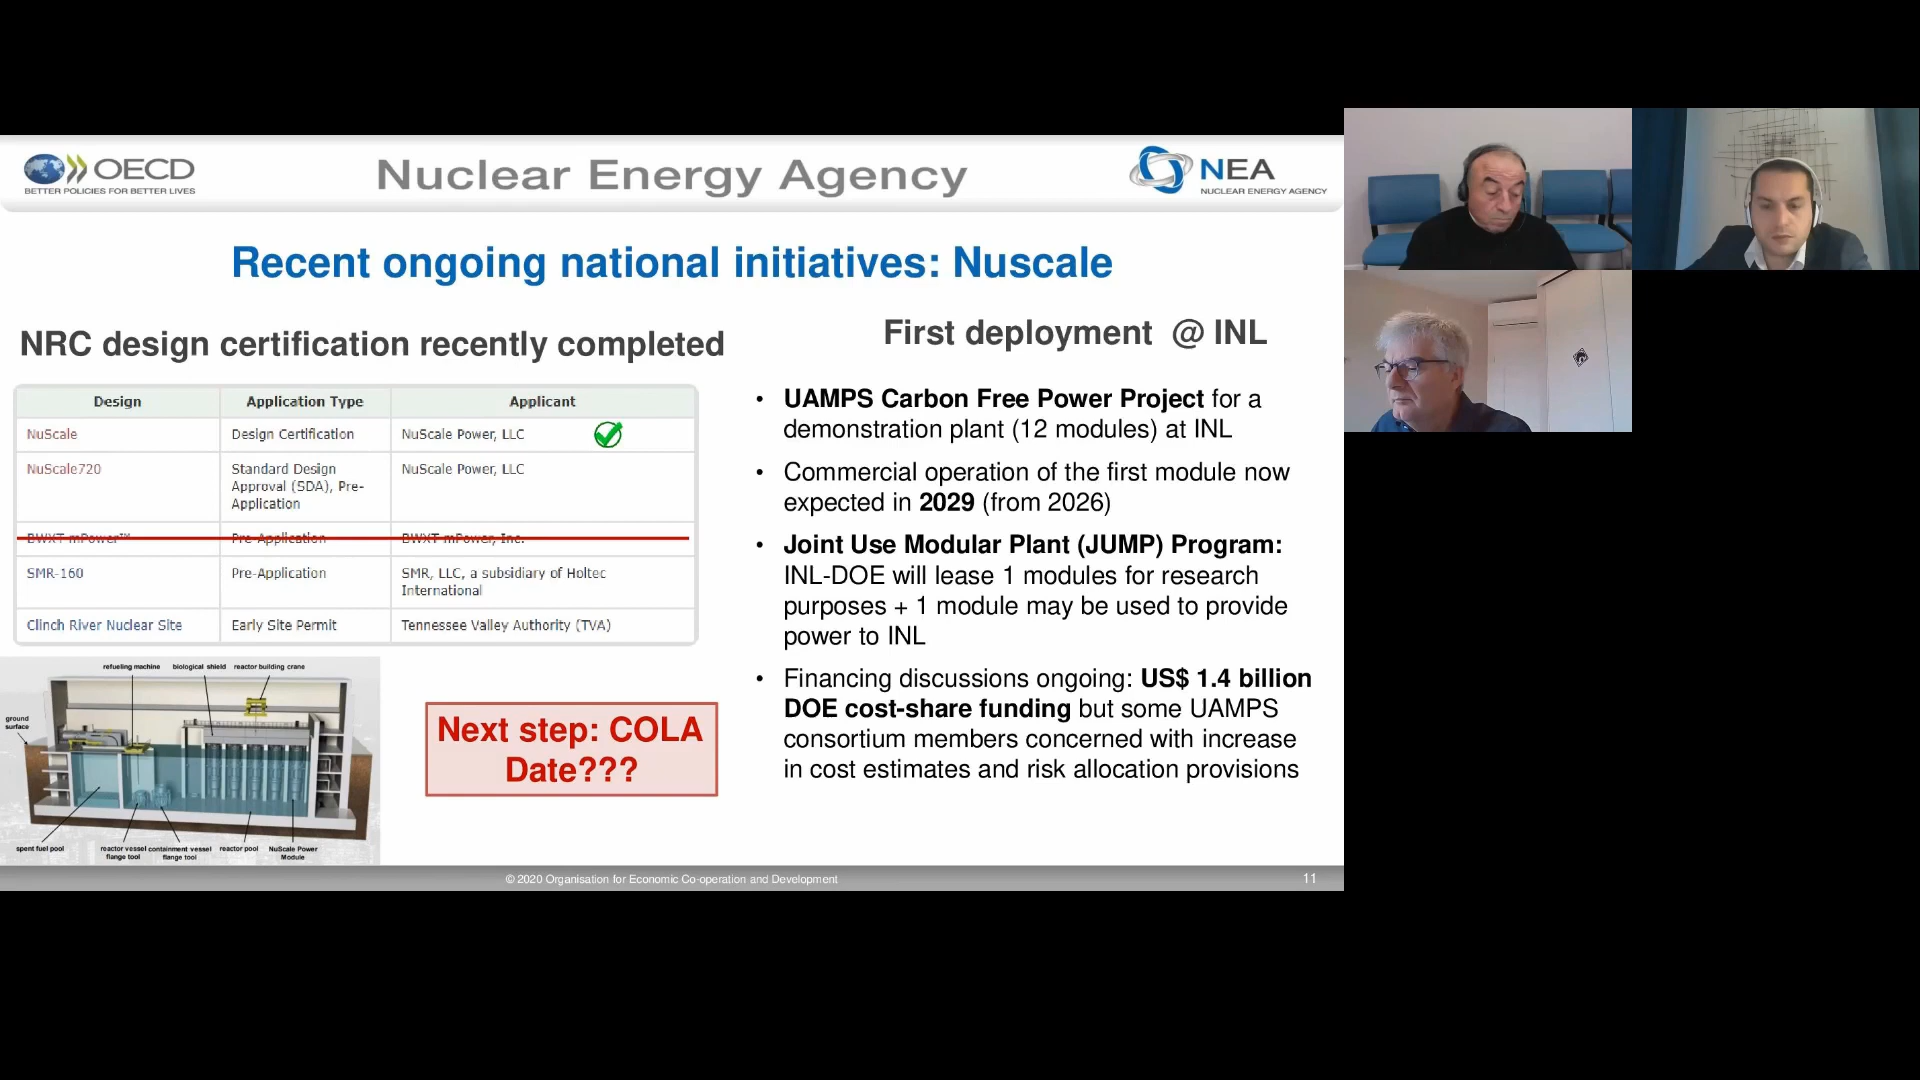 OECD
BETTER POLICIES FOR BETTER LIVES
Nuclear Energy Agency
NEA
NUCLEAR ENERGY AGENCY
Recent ongoing national initiatives: Nuscale
NRC design certification recently completed
Design Application Type Applicant
NuScale Design Certification NuScale Power, LLC
NuScale720 Standard Design NuScale Power, LLC
Approval (SDA), Pre-
Application
BWXT mPower™ Pre-Application BWXT mPower, Inc.
SMR-160 Pre-Application SMR, LLC, a subsidiary of Holtec
International
Clinch River Nuclear Site Early Site Permit Tennessee Valley Authority (TVA)
refueling machine biological shield reactor building crane
ground
surface
spent fuel pool reactor vessel containment vessel reactor pool NuScale Power
flange tool flange tool Module
Next step: COLA
Date???
First deployment @ INL
• UAMPS Carbon Free Power Project for a
demonstration plant (12 modules) at INL
• Commercial operation of the first module now
expected in 2029 (from 2026)
• Joint Use Modular Plant (JUMP) Program:
INL-DOE will lease 1 modules for research
purposes + 1 module may be used to provide
power to INL
• Financing discussions ongoing: US$ 1.4 billion
DOE cost-share funding but some UAMPS
consortium members concerned with increase
in cost estimates and risk allocation provisions
© 2020 Organisation for Economic Co-operation and Development
11